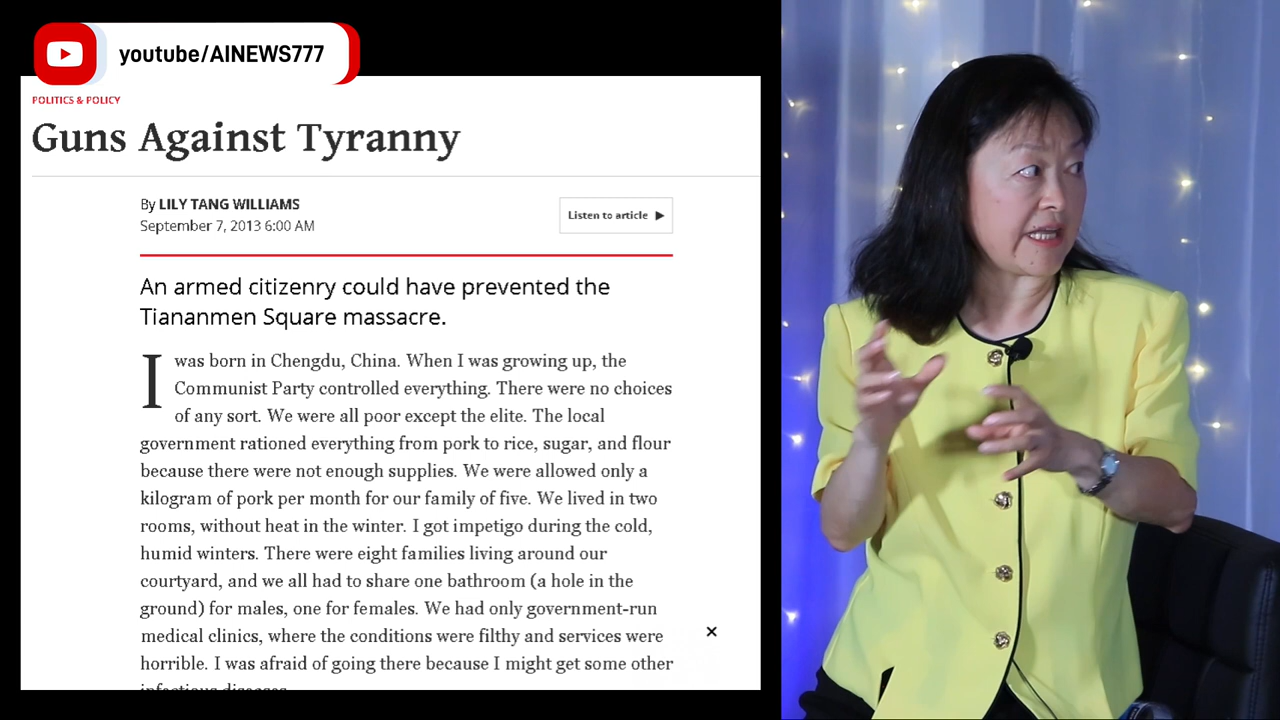 youtube/AINEWS777
POLITICS & POLICY
Guns Against Tyranny
By LILY TANG WILLIAMS
September 7, 2013 6:00 AM
Listen to article
An armed citizenry could have prevented the
Tiananmen Square massacre.
I was born in Chengdu, China. When I was growing up, the
Communist Party controlled everything. There were no choices
of any sort. We were all poor except the elite. The local
government rationed everything from pork to rice, sugar, and flour
because there were not enough supplies. We were allowed only a
kilogram of pork per month for our family of five. We lived in two
rooms, without heat in the winter. I got impetigo during the cold,
humid winters. There were eight families living around our
courtyard, and we all had to share one bathroom (a hole in the
ground) for males, one for females. We had only government-run
medical clinics, where the conditions were filthy and services were
horrible. I was afraid of going there because I might get some other
infectious diseases.